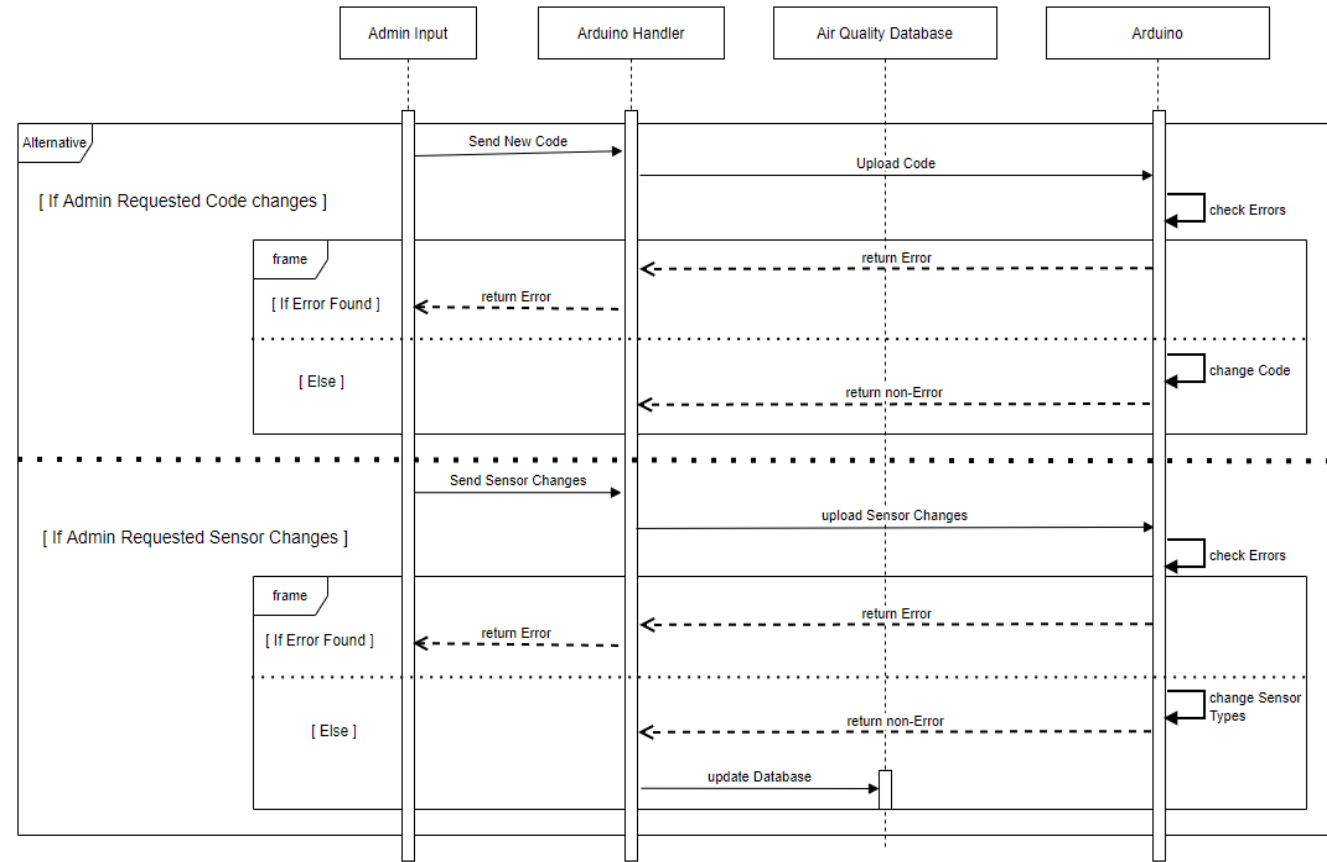 Admin Input
Arduino Handler
Air Quality Database
Arduino
Alternative
Send New Code
Upload Code
[ If Admin Requested Code changes ]
check Errors
frame
return Error
[ If Error Found ]
return Error
change Code
[ Else ]
return non-Error
Send Sensor Changes
upload Sensor Changes
[ If Admin Requested Sensor Changes ]
check Errors
frame
return Error
[ If Error Found ]
return Error
change Sensor
Types
[ Else ]
return non-Error
update Database